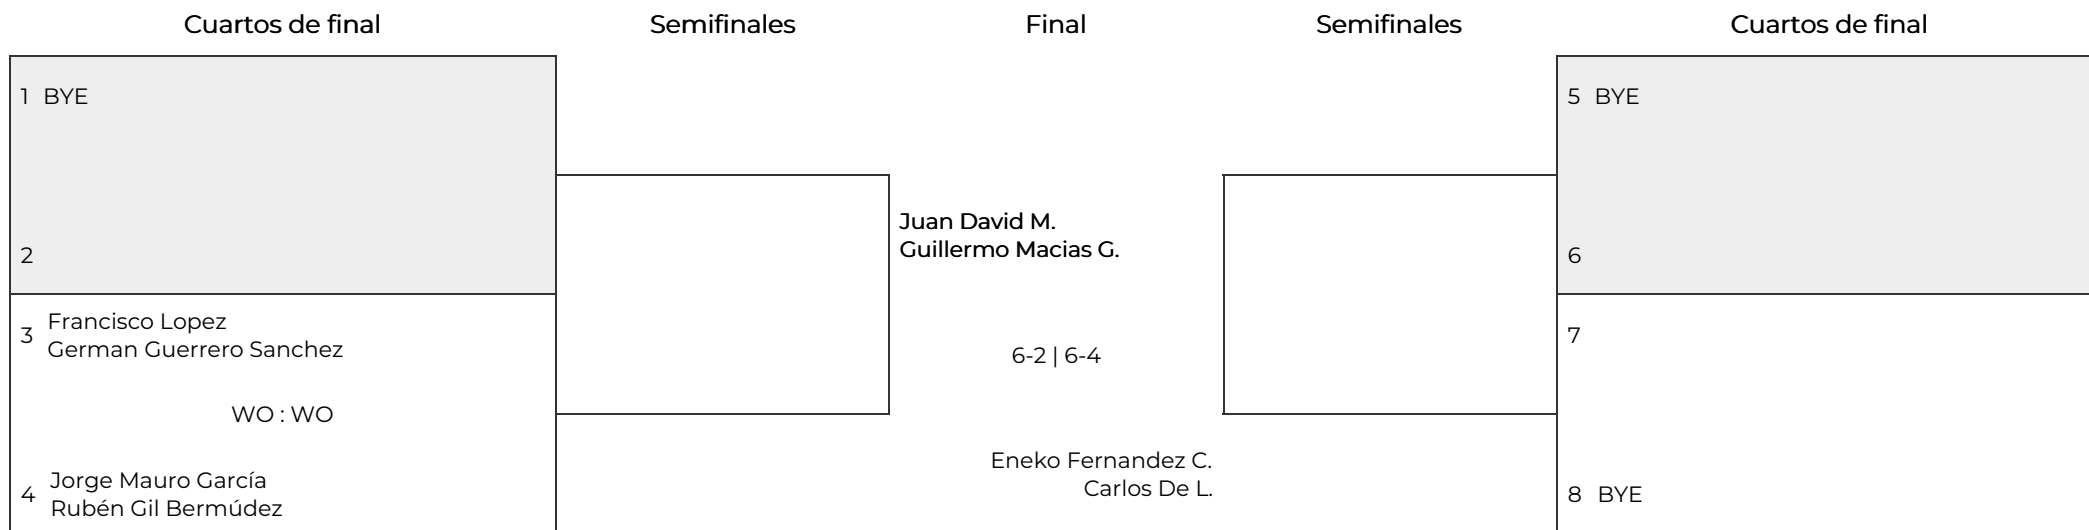 Cuartos de final
Semifinales
Final
Semifinales
Cuartos de final
1 BYE
2
3 Francisco Lopez
German Guerrero Sanchez
WO : WO
4 Jorge Mauro García
Rubén Gil Bermúdez
Juan David M.
Guillermo Macias G.
6-2 | 6-4
Eneko Fernandez C.
Carlos De L.
5 BYE
6
7
8 BYE